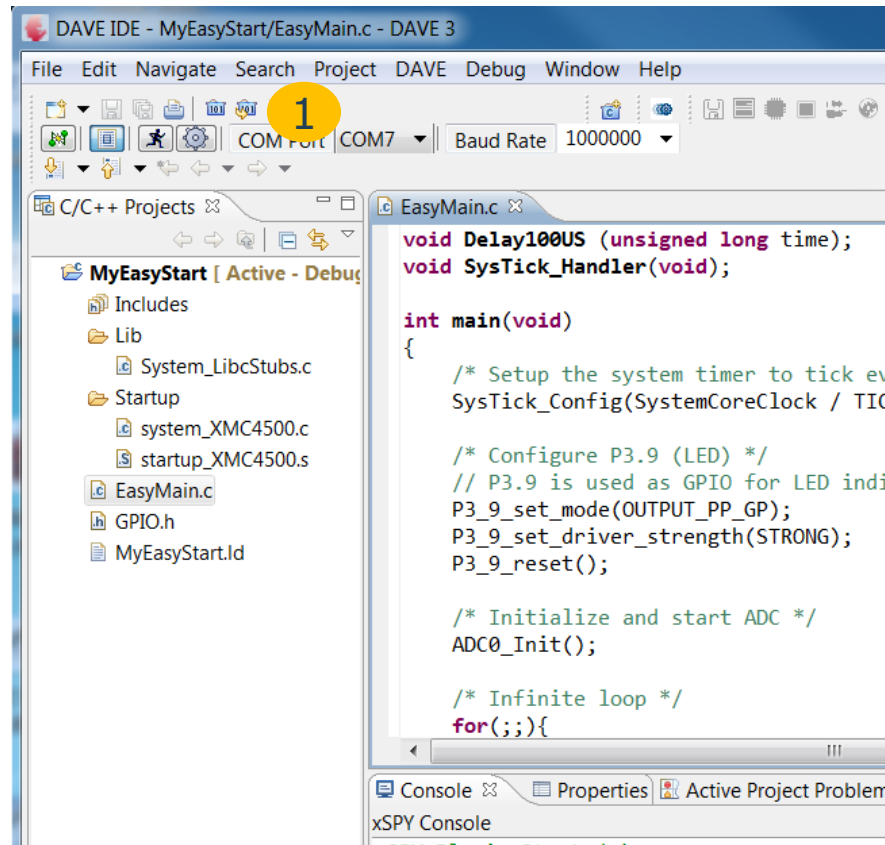 DAVE IDE - MyEasyStart/EasyMain.c - DAVE 3
File Edit Navigate Search Project DAVE Debug Window Help
1
COM Port COM7 Baud Rate 1000000
C/C++ Projects
MyEasyStart [ Active - Debug
Includes
Lib
System_LibcStubs.c
Startup
system_XMC4500.c
startup_XMC4500.s
EasyMain.c
GPIO.h
MyEasyStart.ld
EasyMain.c
void Delay100US (unsigned long time);
void SysTick_Handler(void);
int main(void)
{
/* Setup the system timer to tick ev
SysTick_Config(SystemCoreClock / TIC
/* Configure P3.9 (LED) */
// P3.9 is used as GPIO for LED indi
P3_9_set_mode(OUTPUT_PP_GP);
P3_9_set_driver_strength(STRONG);
P3_9_reset();
/* Initialize and start ADC */
ADC0_Init();
/* Infinite loop */
for(;;){
Console Properties Active Project Problem
xSPY Console